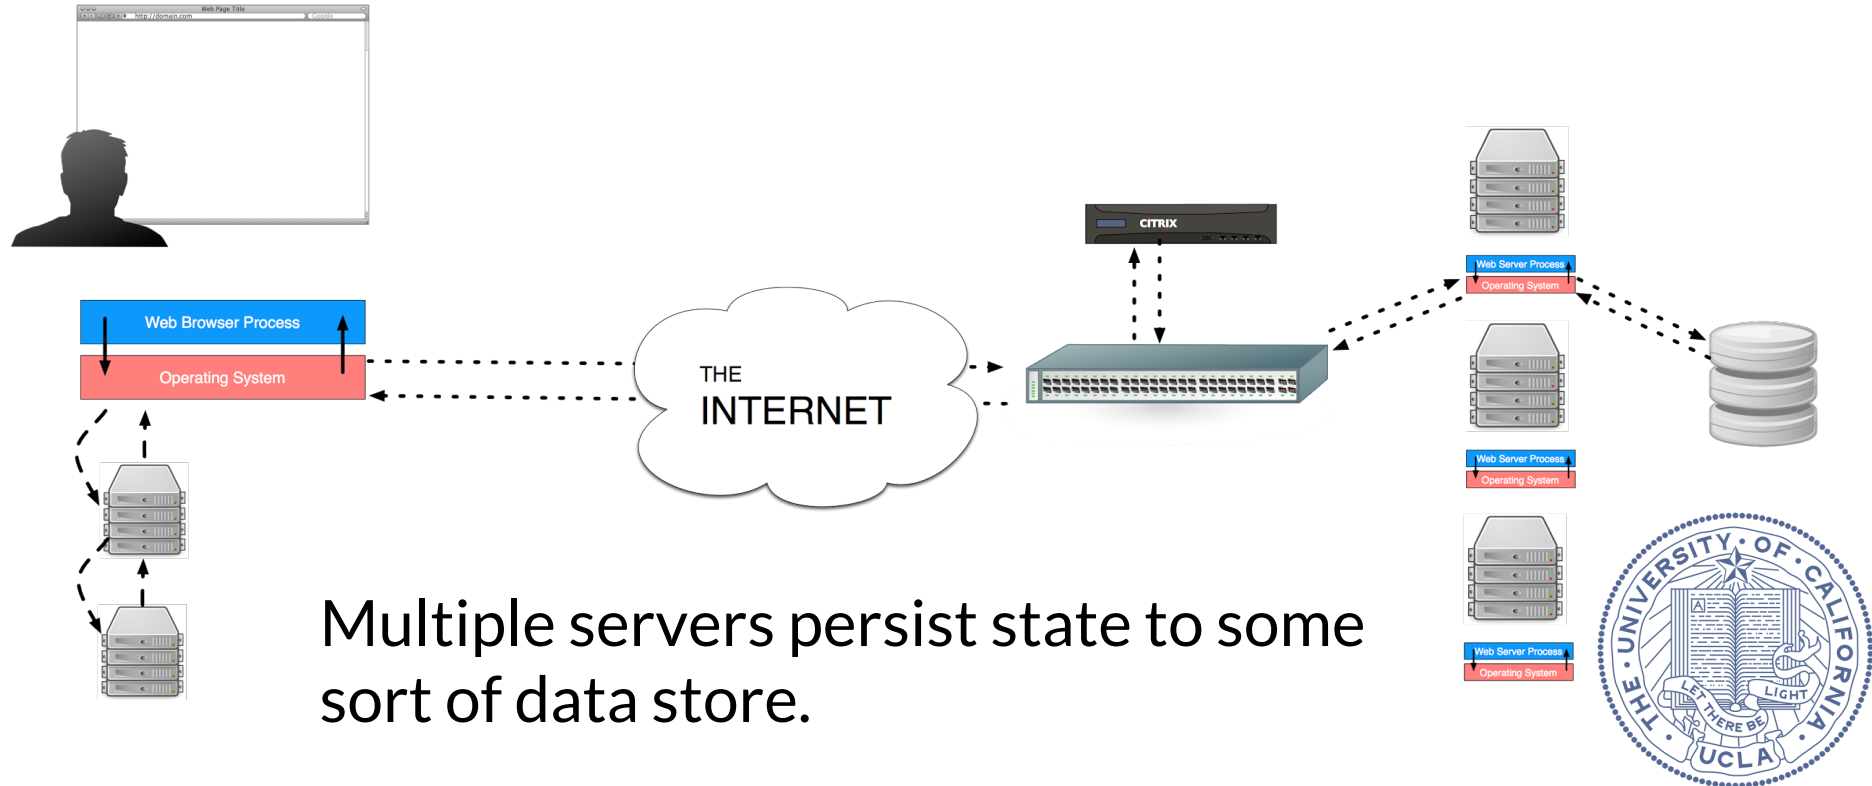 Web Page Title
http://domain.com
Google
CITRIX
Web Server Process
Operating System
Web Browser Process
Operating System
THE
INTERNET
Web Server Process
Operating System
Multiple servers persist state to some
sort of data store.
Web Server Process
Operating System
THE · UNIVERSITY · OF · CALIFORNIA ·
A
LET THERE BE LIGHT
UCLA